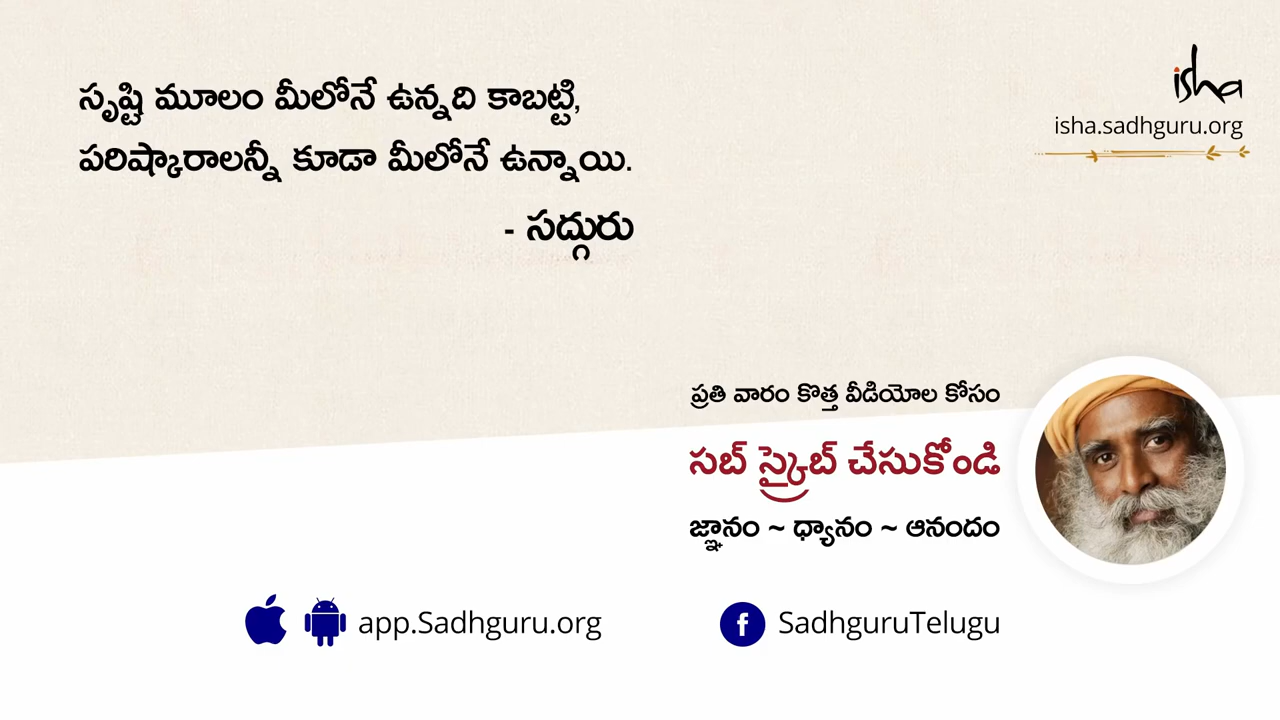 సృష్టి మూలం మీలోనే ఉన్నది కాబట్టి,
పరిష్కారాలన్నీ కూడా మీలోనే ఉన్నాయి.
- సద్గురు
isha
isha.sadhguru.org
ప్రతి వారం కొత్త వీడియోల కోసం
సబ్ స్క్రైబ్ చేసుకోండి
జ్ఞానం ~ ధ్యానం ~ ఆనందం
app.Sadhguru.org
SadhguruTelugu